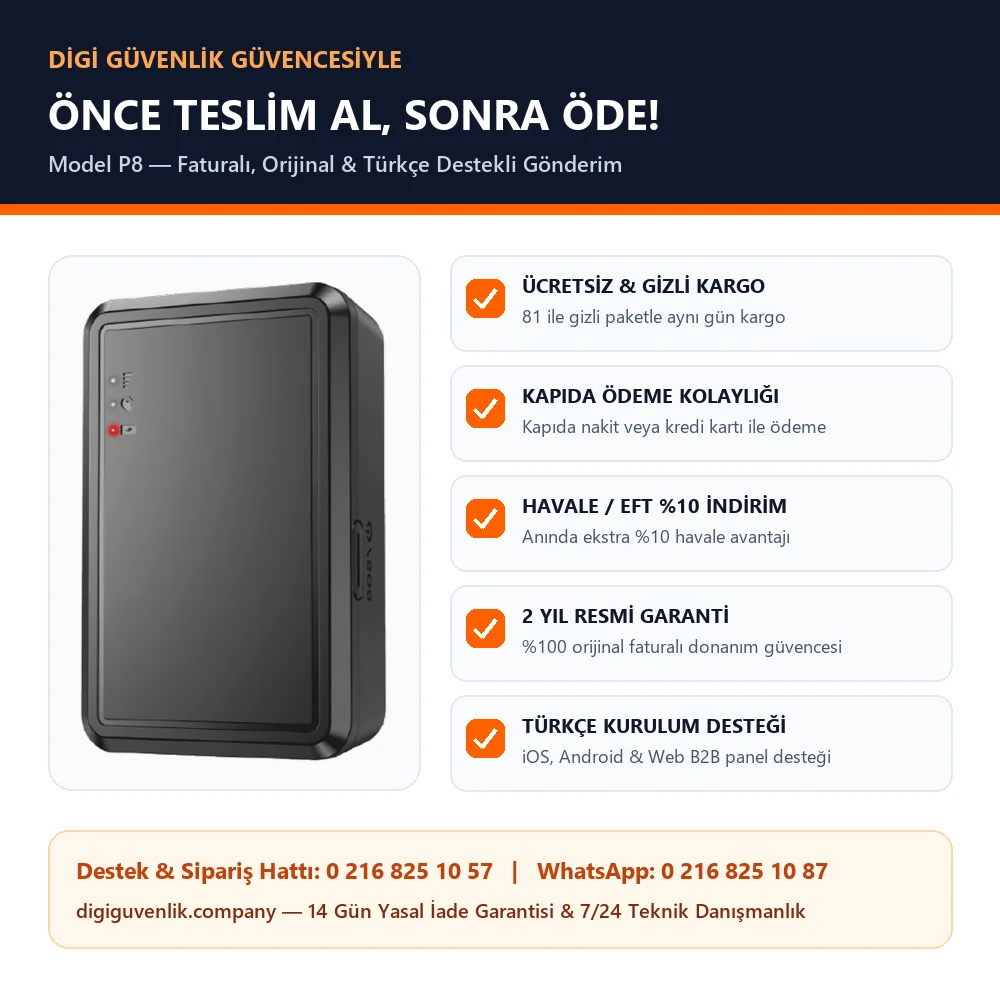 DİGİ GÜVENLİK GÜVENCESİYLE
ÖNCE TESLİM AL, SONRA ÖDE!
Model P8 — Faturalı, Orijinal & Türkçe Destekli Gönderim
ÜCRETSİZ & GİZLİ KARGO
81 ile gizli paketle aynı gün kargo
KAPIDA ÖDEME KOLAYLIĞI
Kapıda nakit veya kredi kartı ile ödeme
HAVALE / EFT %10 İNDİRİM
Anında ekstra %10 havale avantajı
2 YIL RESMİ GARANTİ
%100 orijinal faturalı donanım güvencesi
TÜRKÇE KURULUM DESTEĞİ
iOS, Android & Web B2B panel desteği
Destek & Sipariş Hattı: 0 216 825 10 57 | WhatsApp: 0 216 825 10 87
digiguvenlik.company — 14 Gün Yasal İade Garantisi & 7/24 Teknik Danışmanlık